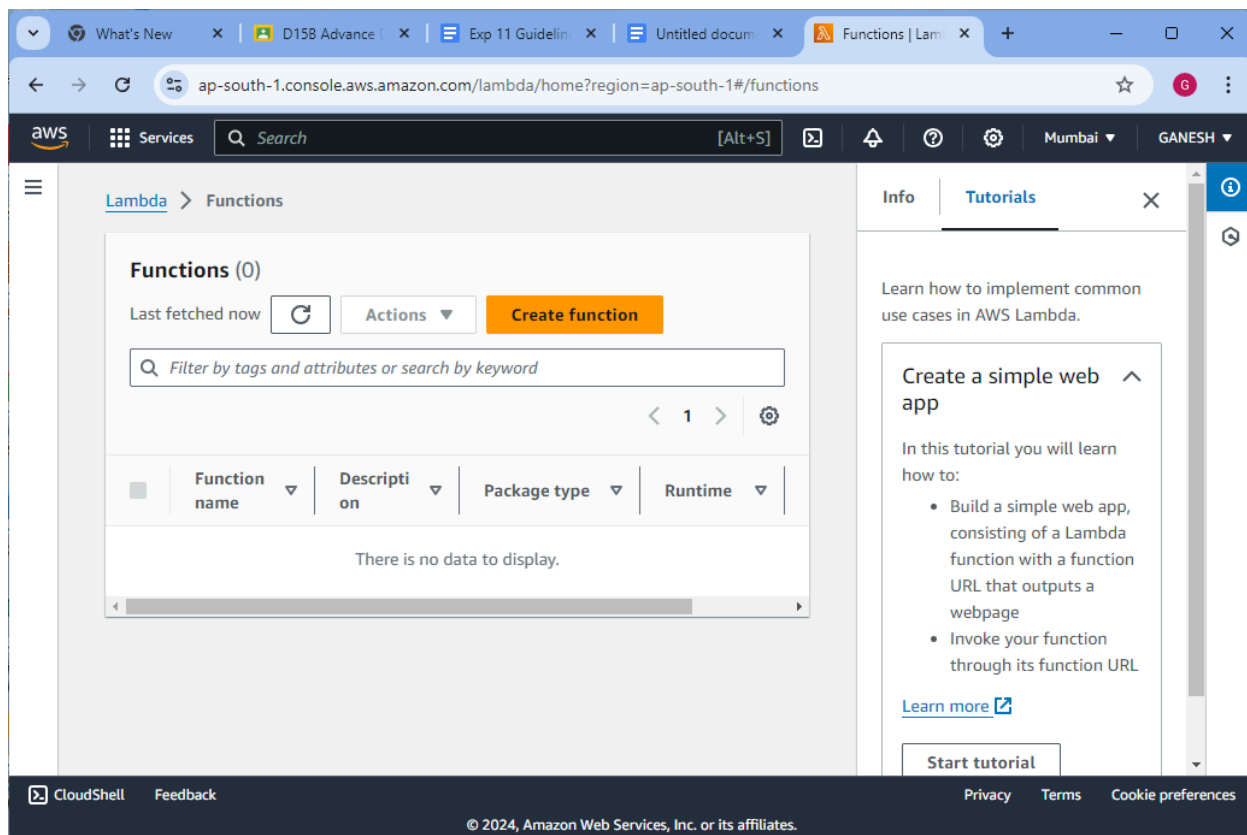 What's New
D15B Advance
Exp 11 Guidelin
Untitled docum
Functions | Lam
ap-south-1.console.aws.amazon.com/lambda/home?region=ap-south-1#/functions
G
aws
Services
Search
[Alt+S]
Mumbai
GANESH
Lambda > Functions
Info
Tutorials
Functions (0)
Last fetched now
Actions
Create function
Filter by tags and attributes or search by keyword
1
Function
name
Descripti
on
Package type
Runtime
There is no data to display.
Learn how to implement common
use cases in AWS Lambda.
Create a simple web
app
In this tutorial you will learn
how to:
• Build a simple web app,
consisting of a Lambda
function with a function
URL that outputs a
webpage
• Invoke your function
through its function URL
Learn more
Start tutorial
CloudShell
Feedback
Privacy
Terms
Cookie preferences
© 2024, Amazon Web Services, Inc. or its affiliates.